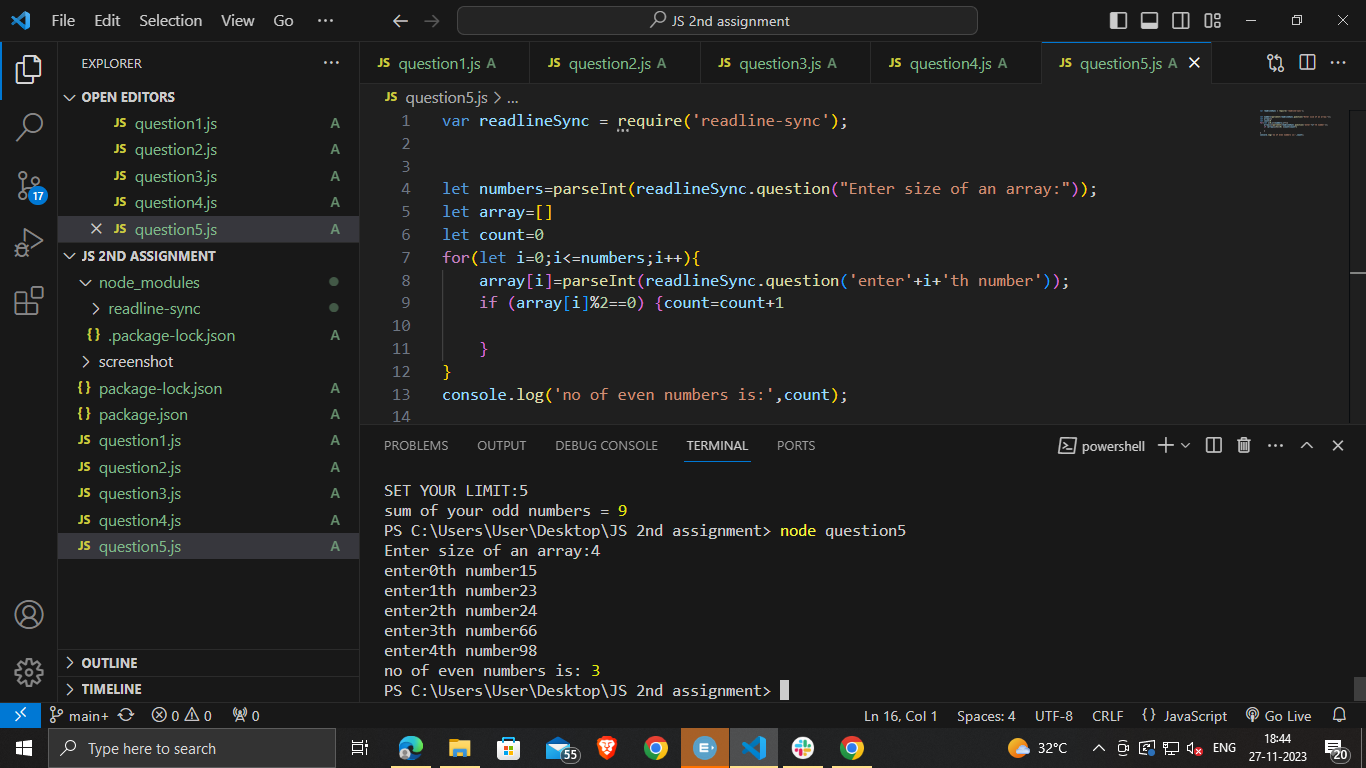 File Edit Selection View Go ··· JS 2nd assignment
EXPLORER ···
OPEN EDITORS
JS question1.js A
JS question2.js A
JS question3.js A
JS question4.js A
JS question5.js A
JS 2ND ASSIGNMENT
node_modules
readline-sync
{} .package-lock.json A
screenshot
{} package-lock.json A
{} package.json A
JS question1.js A
JS question2.js A
JS question3.js A
JS question4.js A
JS question5.js A
OUTLINE
TIMELINE
17
JS question1.js A JS question2.js A JS question3.js A JS question4.js A JS question5.js A
JS question5.js > ...
1 var readlineSync = require('readline-sync');
2
3
4 let numbers=parseInt(readlineSync.question("Enter size of an array:"));
5 let array=[]
6 let count=0
7 for(let i=0;i<=numbers;i++){
8 array[i]=parseInt(readlineSync.question('enter'+i+'th number'));
9 if (array[i]%2==0) {count=count+1
10
11 }
12 }
13 console.log('no of even numbers is:',count);
14
PROBLEMS OUTPUT DEBUG CONSOLE TERMINAL PORTS powershell
SET YOUR LIMIT:5
sum of your odd numbers = 9
PS C:\Users\User\Desktop\JS 2nd assignment> node question5
Enter size of an array:4
enter0th number15
enter1th number23
enter2th number24
enter3th number66
enter4th number98
no of even numbers is: 3
PS C:\Users\User\Desktop\JS 2nd assignment>
main+ 0 0 0 Ln 16, Col 1 Spaces: 4 UTF-8 CRLF {} JavaScript Go Live
Type here to search 55 32°C ENG 18:44
27-11-2023 20